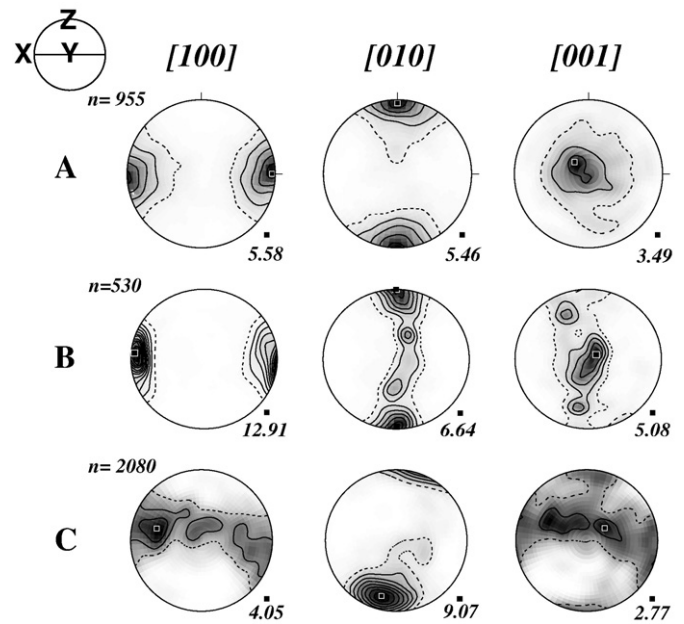 Z
X Y
[100] [010] [001]
n= 955
A
5.58 5.46 3.49
n=530
B
12.91 6.64 5.08
n= 2080
C
4.05 9.07 2.77